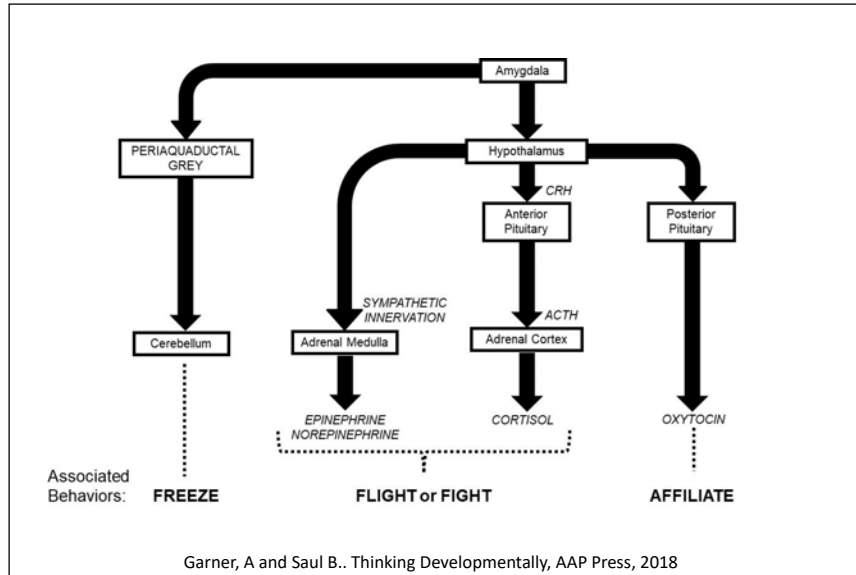 Amygdala
PERIAQUADUCTAL
GREY
Hypothalamus
CRH
Anterior
Pituitary
Posterior
Pituitary
SYMPATHETIC
INNERVATION
ACTH
Cerebellum
Adrenal Medulla
Adrenal Cortex
EPINEPHRINE
NOREPINEPHRINE
CORTISOL
OXYTOCIN
Associated
Behaviors:
FREEZE
FLIGHT or FIGHT
AFFILIATE
Garner, A and Saul B.. Thinking Developmentally, AAP Press, 2018